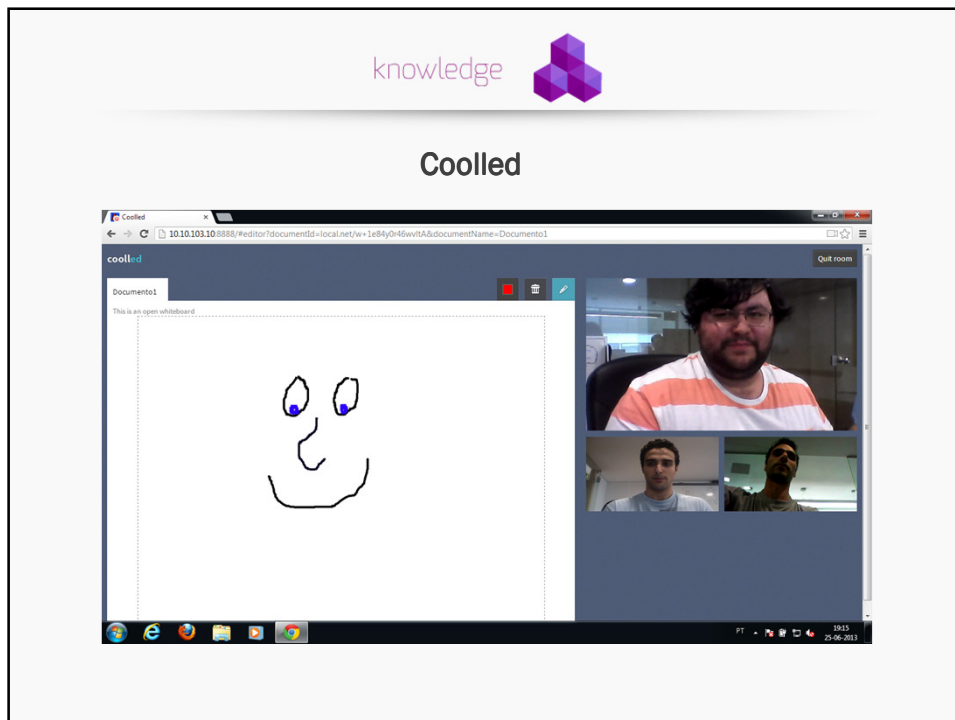 knowledge
Coolled
Coolled
10.10.103.10:8888/#editor?documentId=local.net/w+1e84y0r46wvltA&documentName=Documento1
coolled
Quit room
Documento1
This is an open whiteboard
PT
19:15
25-06-2013